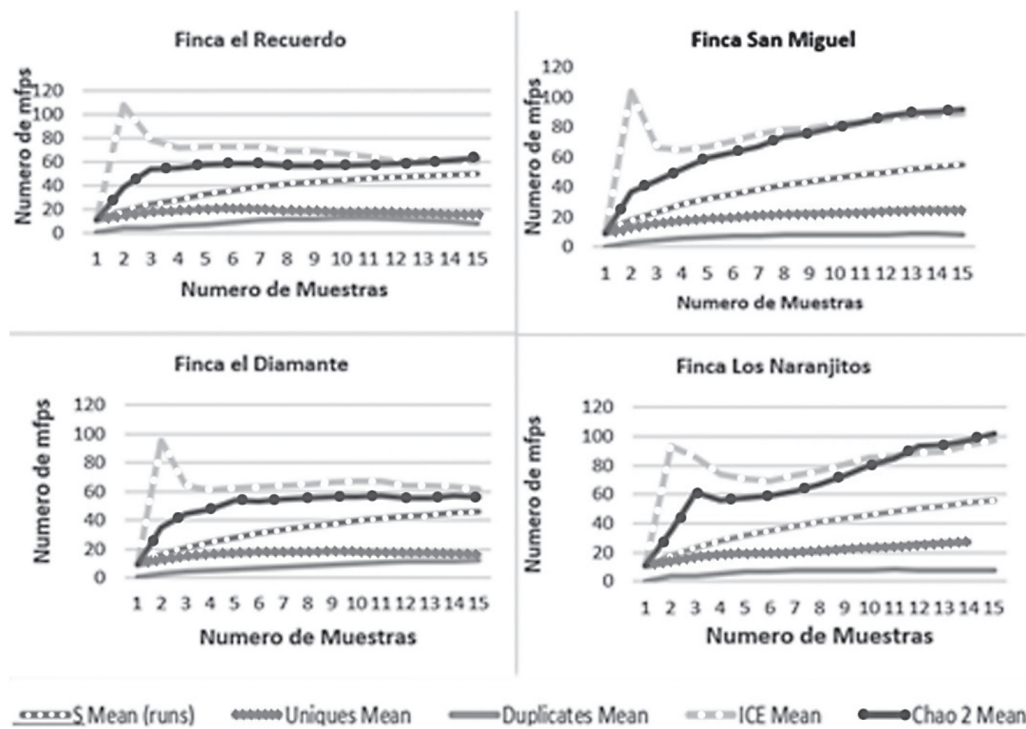 Finca el Recuerdo
Numero de mfps
120
100
80
60
40
20
0
1 2 3 4 5 6 7 8 9 10 11 12 13 14 15
Numero de Muestras
Finca San Miguel
Numero de mfps
120
100
80
60
40
20
0
1 2 3 4 5 6 7 8 9 10 11 12 13 14 15
Numero de Muestras
Finca el Diamante
Numero de mfps
120
100
80
60
40
20
0
1 2 3 4 5 6 7 8 9 10 11 12 13 14 15
Numero de Muestras
Finca Los Naranjitos
Numero de mfps
120
100
80
60
40
20
0
1 2 3 4 5 6 7 8 9 10 11 12 13 14 15
Numero de Muestras
S Mean (runs) Uniques Mean Duplicates Mean ICE Mean Chao 2 Mean